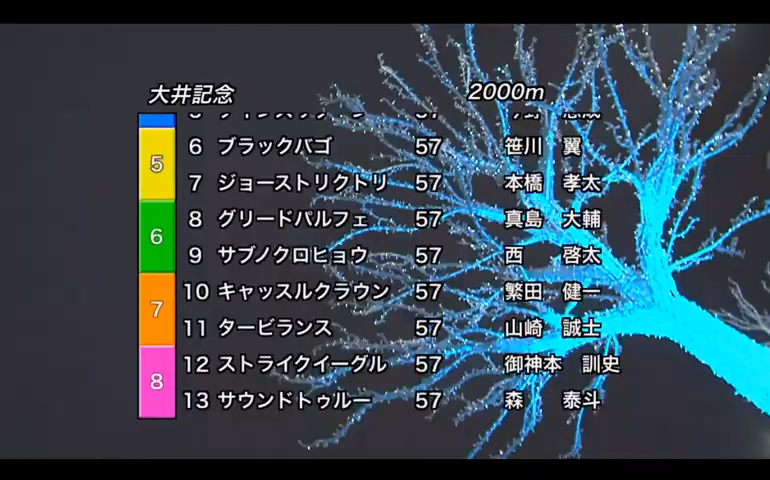 大井記念 2000m
5 6 ブラックバゴ 57 笹川 翼
7 ジョーストリクトリ 57 本橋 孝太
6 8 グリードパルフェ 57 真島 大輔
9 サブノクロヒョウ 57 西 啓太
7 10 キャッスルクラウン 57 繁田 健一
11 タービランス 57 山崎 誠士
8 12 ストライクイーグル 57 御神本 訓史
13 サウンドトゥルー 57 森 泰斗